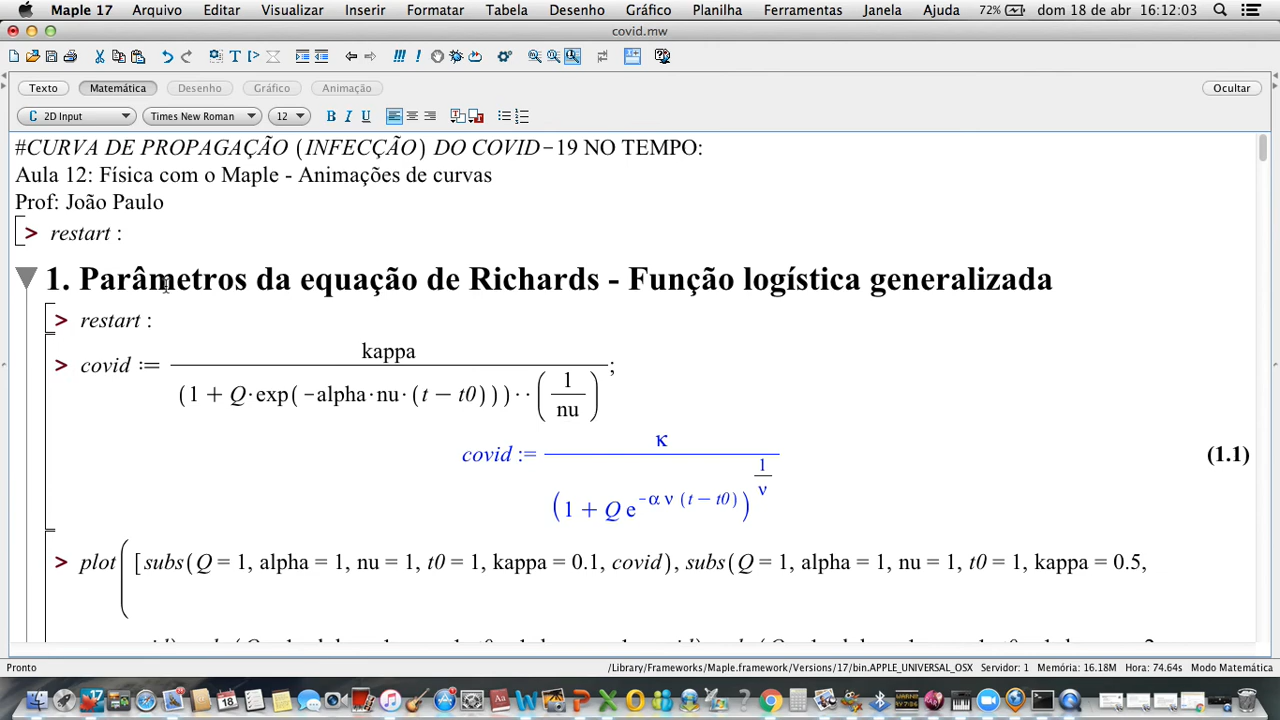 Maple 17 Arquivo Editar Visualizar Inserir Formatar Tabela Desenho Gráfico Planilha Ferramentas Janela Ajuda 72% dom 18 de abr 16:12:03
covid.mw
Texto Matemática Desenho Gráfico Animação Ocultar
C 2D Input Times New Roman 12 B I U
#CURVA DE PROPAGAÇÃO (INFECÇÃO) DO COVID−19 NO TEMPO:
Aula 12: Física com o Maple - Animações de curvas
Prof: João Paulo
> restart :
1. Parâmetros da equação de Richards - Função logística generalizada
> restart :
kappa
> covid := ;
(1 + Q·exp(−alpha·nu·(t − t0)))··(1/nu)
κ
covid := (1.1)
(1 + Q e^(−α ν (t − t0)))^(1/ν)
> plot([subs(Q = 1, alpha = 1, nu = 1, t0 = 1, kappa = 0.1, covid), subs(Q = 1, alpha = 1, nu = 1, t0 = 1, kappa = 0.5,
Pronto /Library/Frameworks/Maple.framework/Versions/17/bin.APPLE_UNIVERSAL_OSX Servidor: 1 Memória: 16.18M Hora: 74.64s Modo Matemática